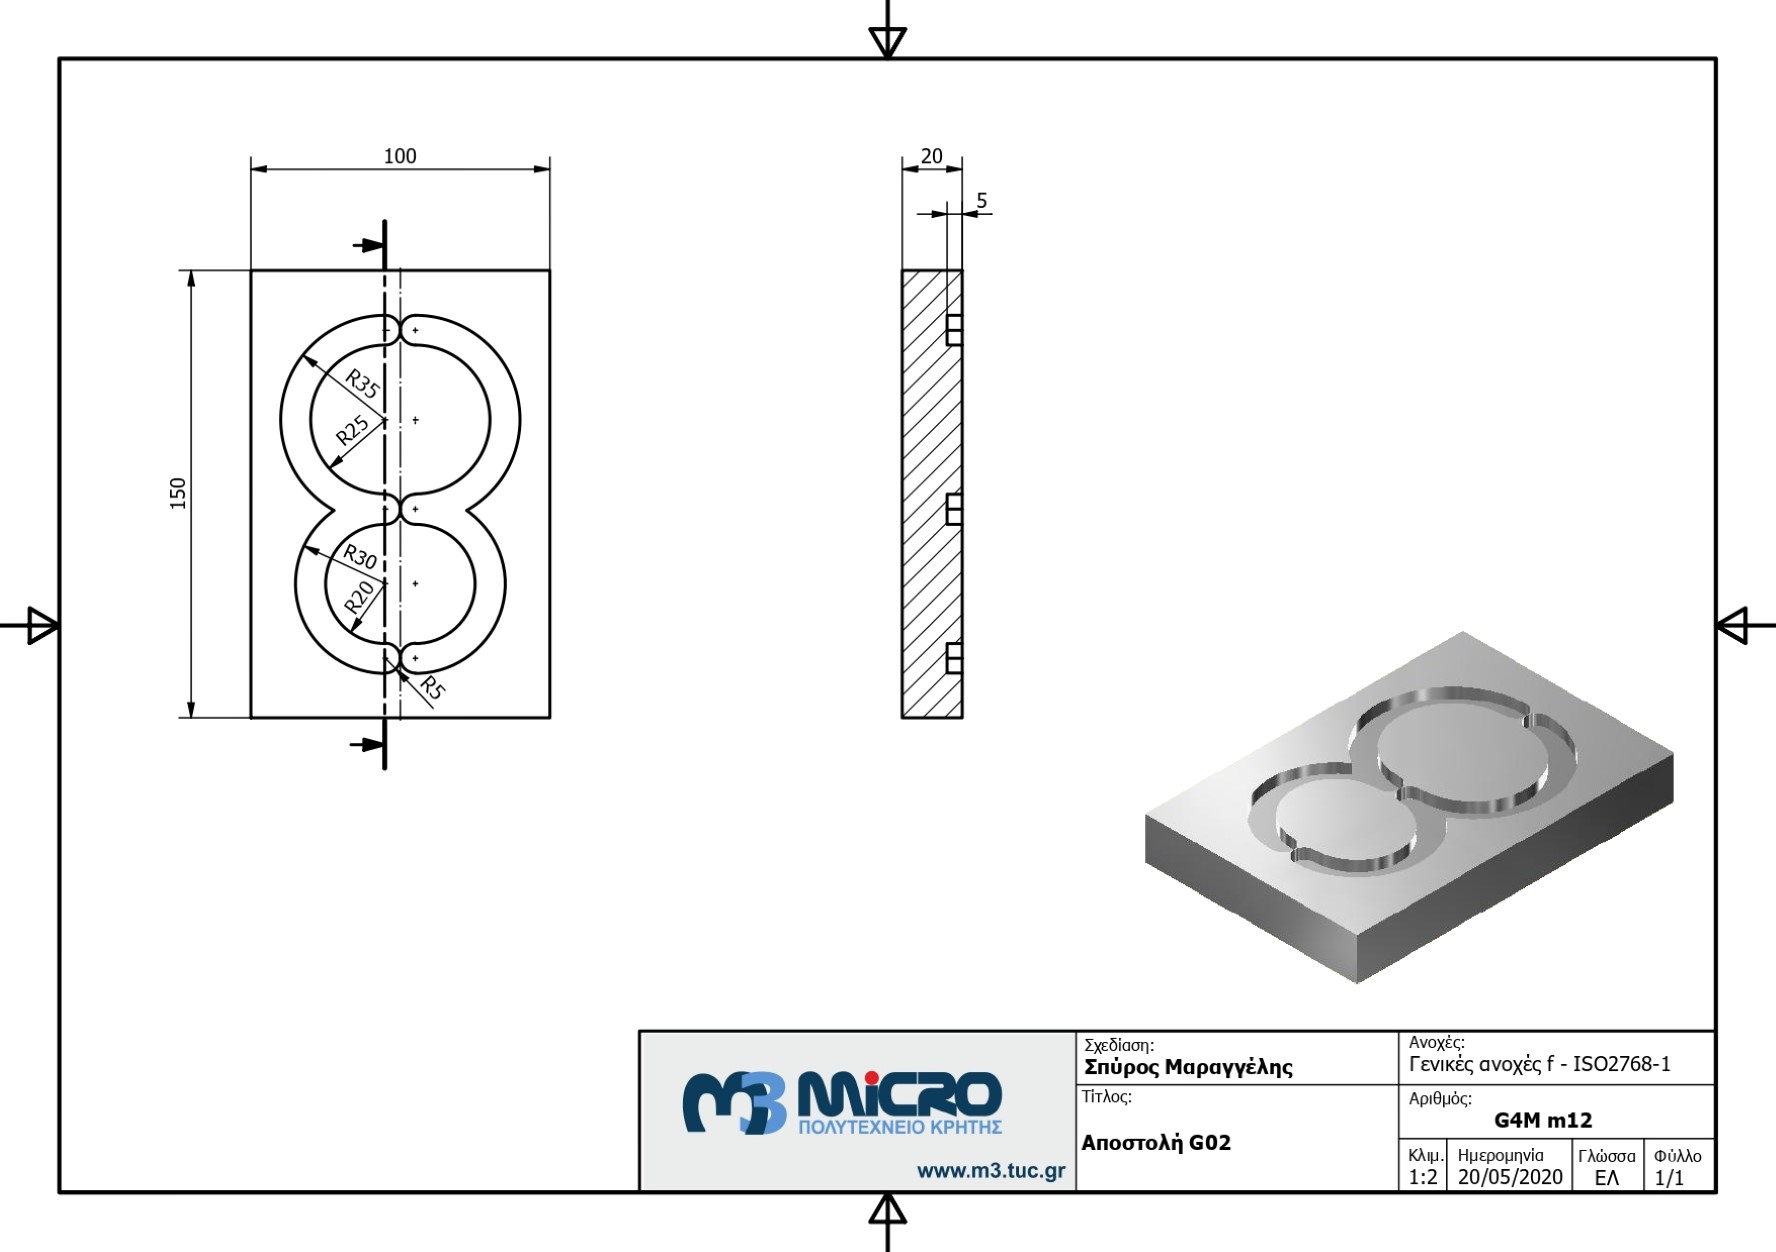 100
20
5
150
R35
R25
R30
R20
R5
m3 MiCRO
ΠΟΛΥΤΕΧΝΕΙΟ ΚΡΗΤΗΣ
www.m3.tuc.gr
Σχεδίαση:
Σπύρος Μαραγγέλης
Τίτλος:
Αποστολή G02
Ανοχές:
Γενικές ανοχές f - ISO2768-1
Αριθμός:
G4M m12
Κλιμ. Ημερομηνία Γλώσσα Φύλλο
1:2 20/05/2020 ΕΛ 1/1